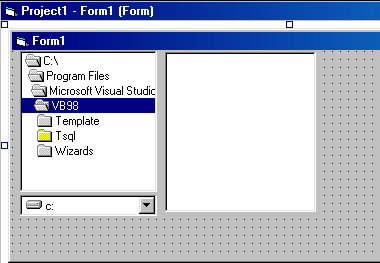 Project1 - Form1 (Form)
Form1
C:\
Program Files
Microsoft Visual Studio
VB98
Template
Tsql
Wizards
c: